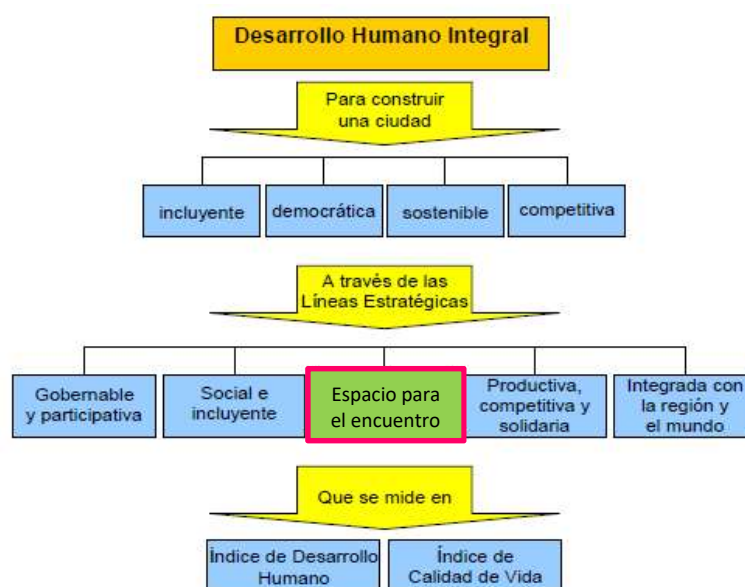 Desarrollo Humano Integral
Para construir
una ciudad
incluyente
democrática
sostenible
competitiva
A través de las
Líneas Estratégicas
Gobernable
y participativa
Social e
incluyente
Espacio para
el encuentro
Productiva,
competitiva y
solidaria
Integrada con
la región y
el mundo
Que se mide en
Índice de Desarrollo
Humano
Índice de
Calidad de Vida